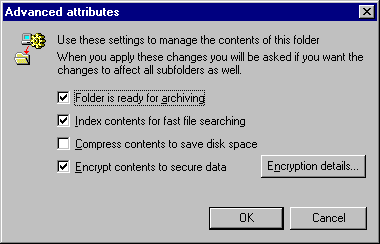 Advanced attributes
Use these settings to manage the contents of this folder
When you apply these changes you will be asked if you want the
changes to affect all subfolders as well.
Folder is ready for archiving
Index contents for fast file searching
Compress contents to save disk space
Encrypt contents to secure data
Encryption details...
OK
Cancel